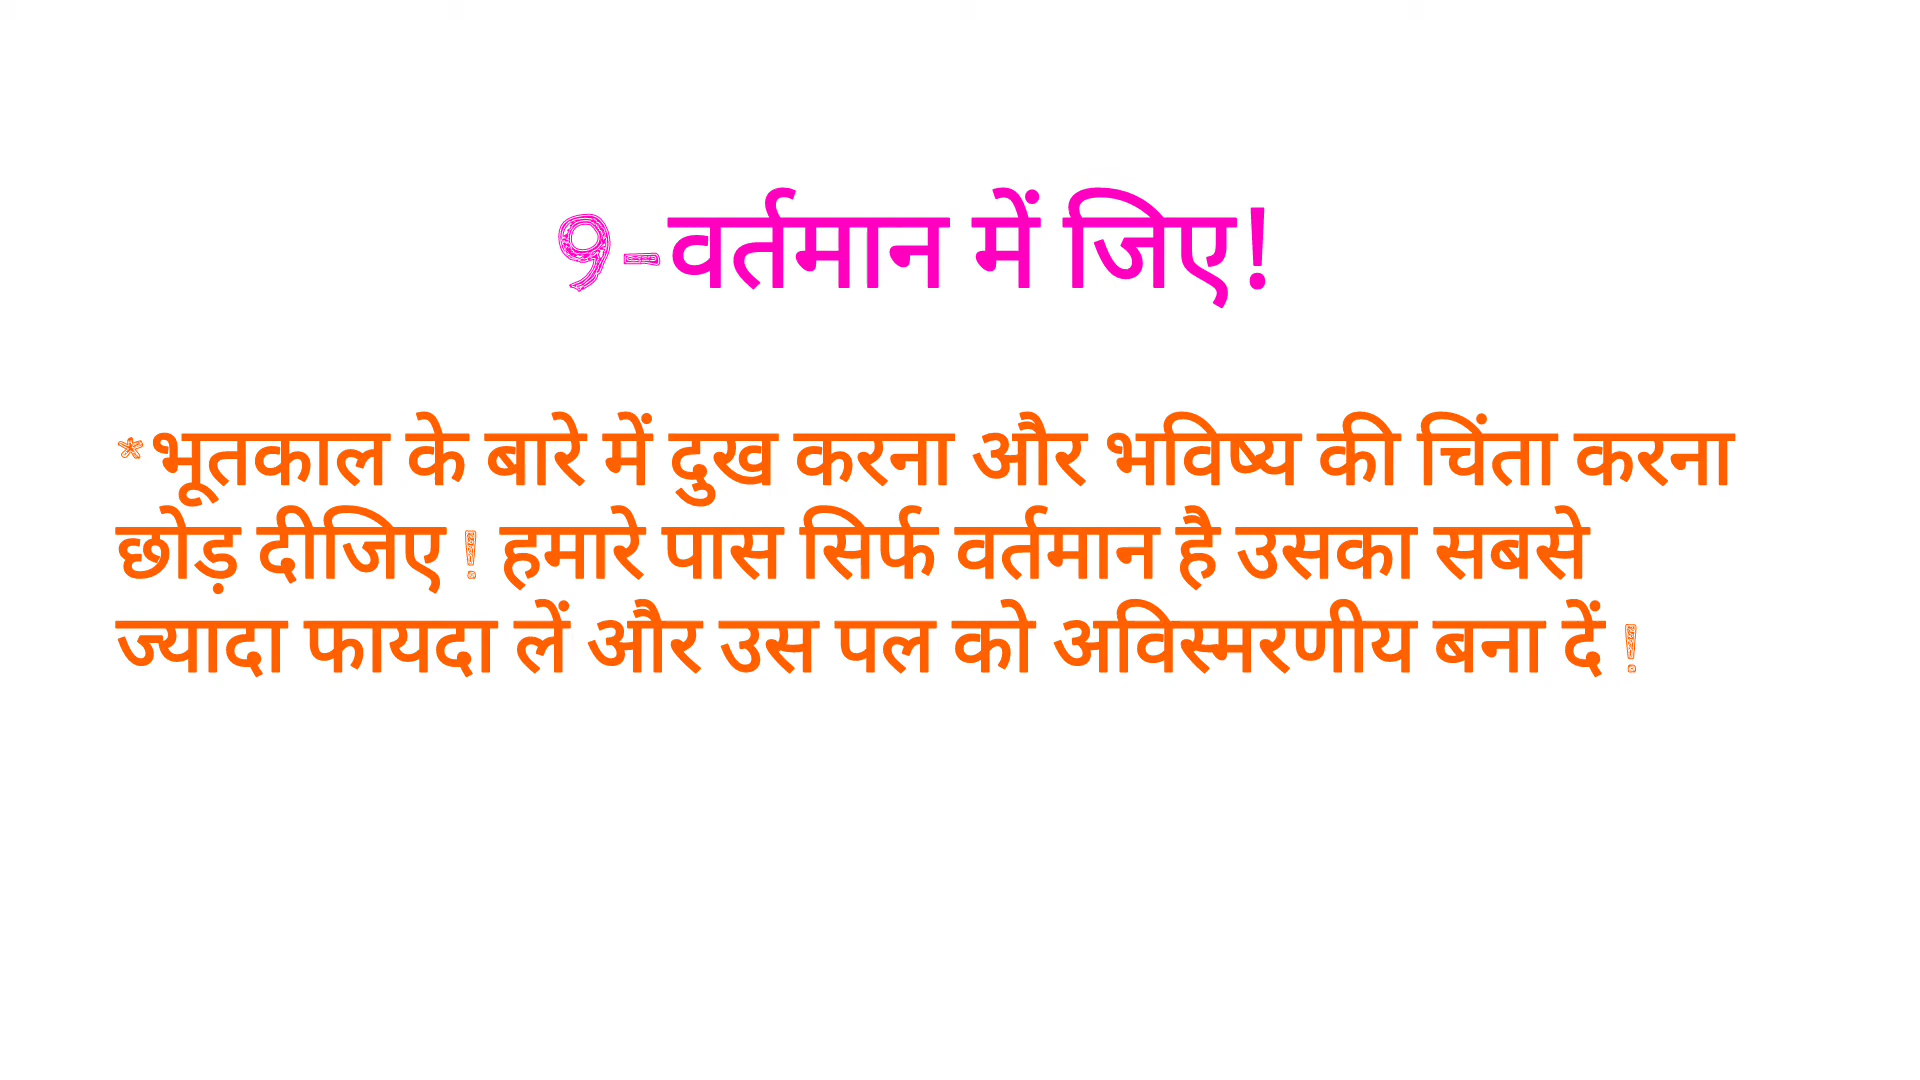 9-वर्तमान में जिए!
*भूतकाल के बारे में दुख करना और भविष्य की चिंता करना
छोड़ दीजिए ! हमारे पास सिर्फ वर्तमान है उसका सबसे
ज्यादा फायदा लें और उस पल को अविस्मरणीय बना दें !